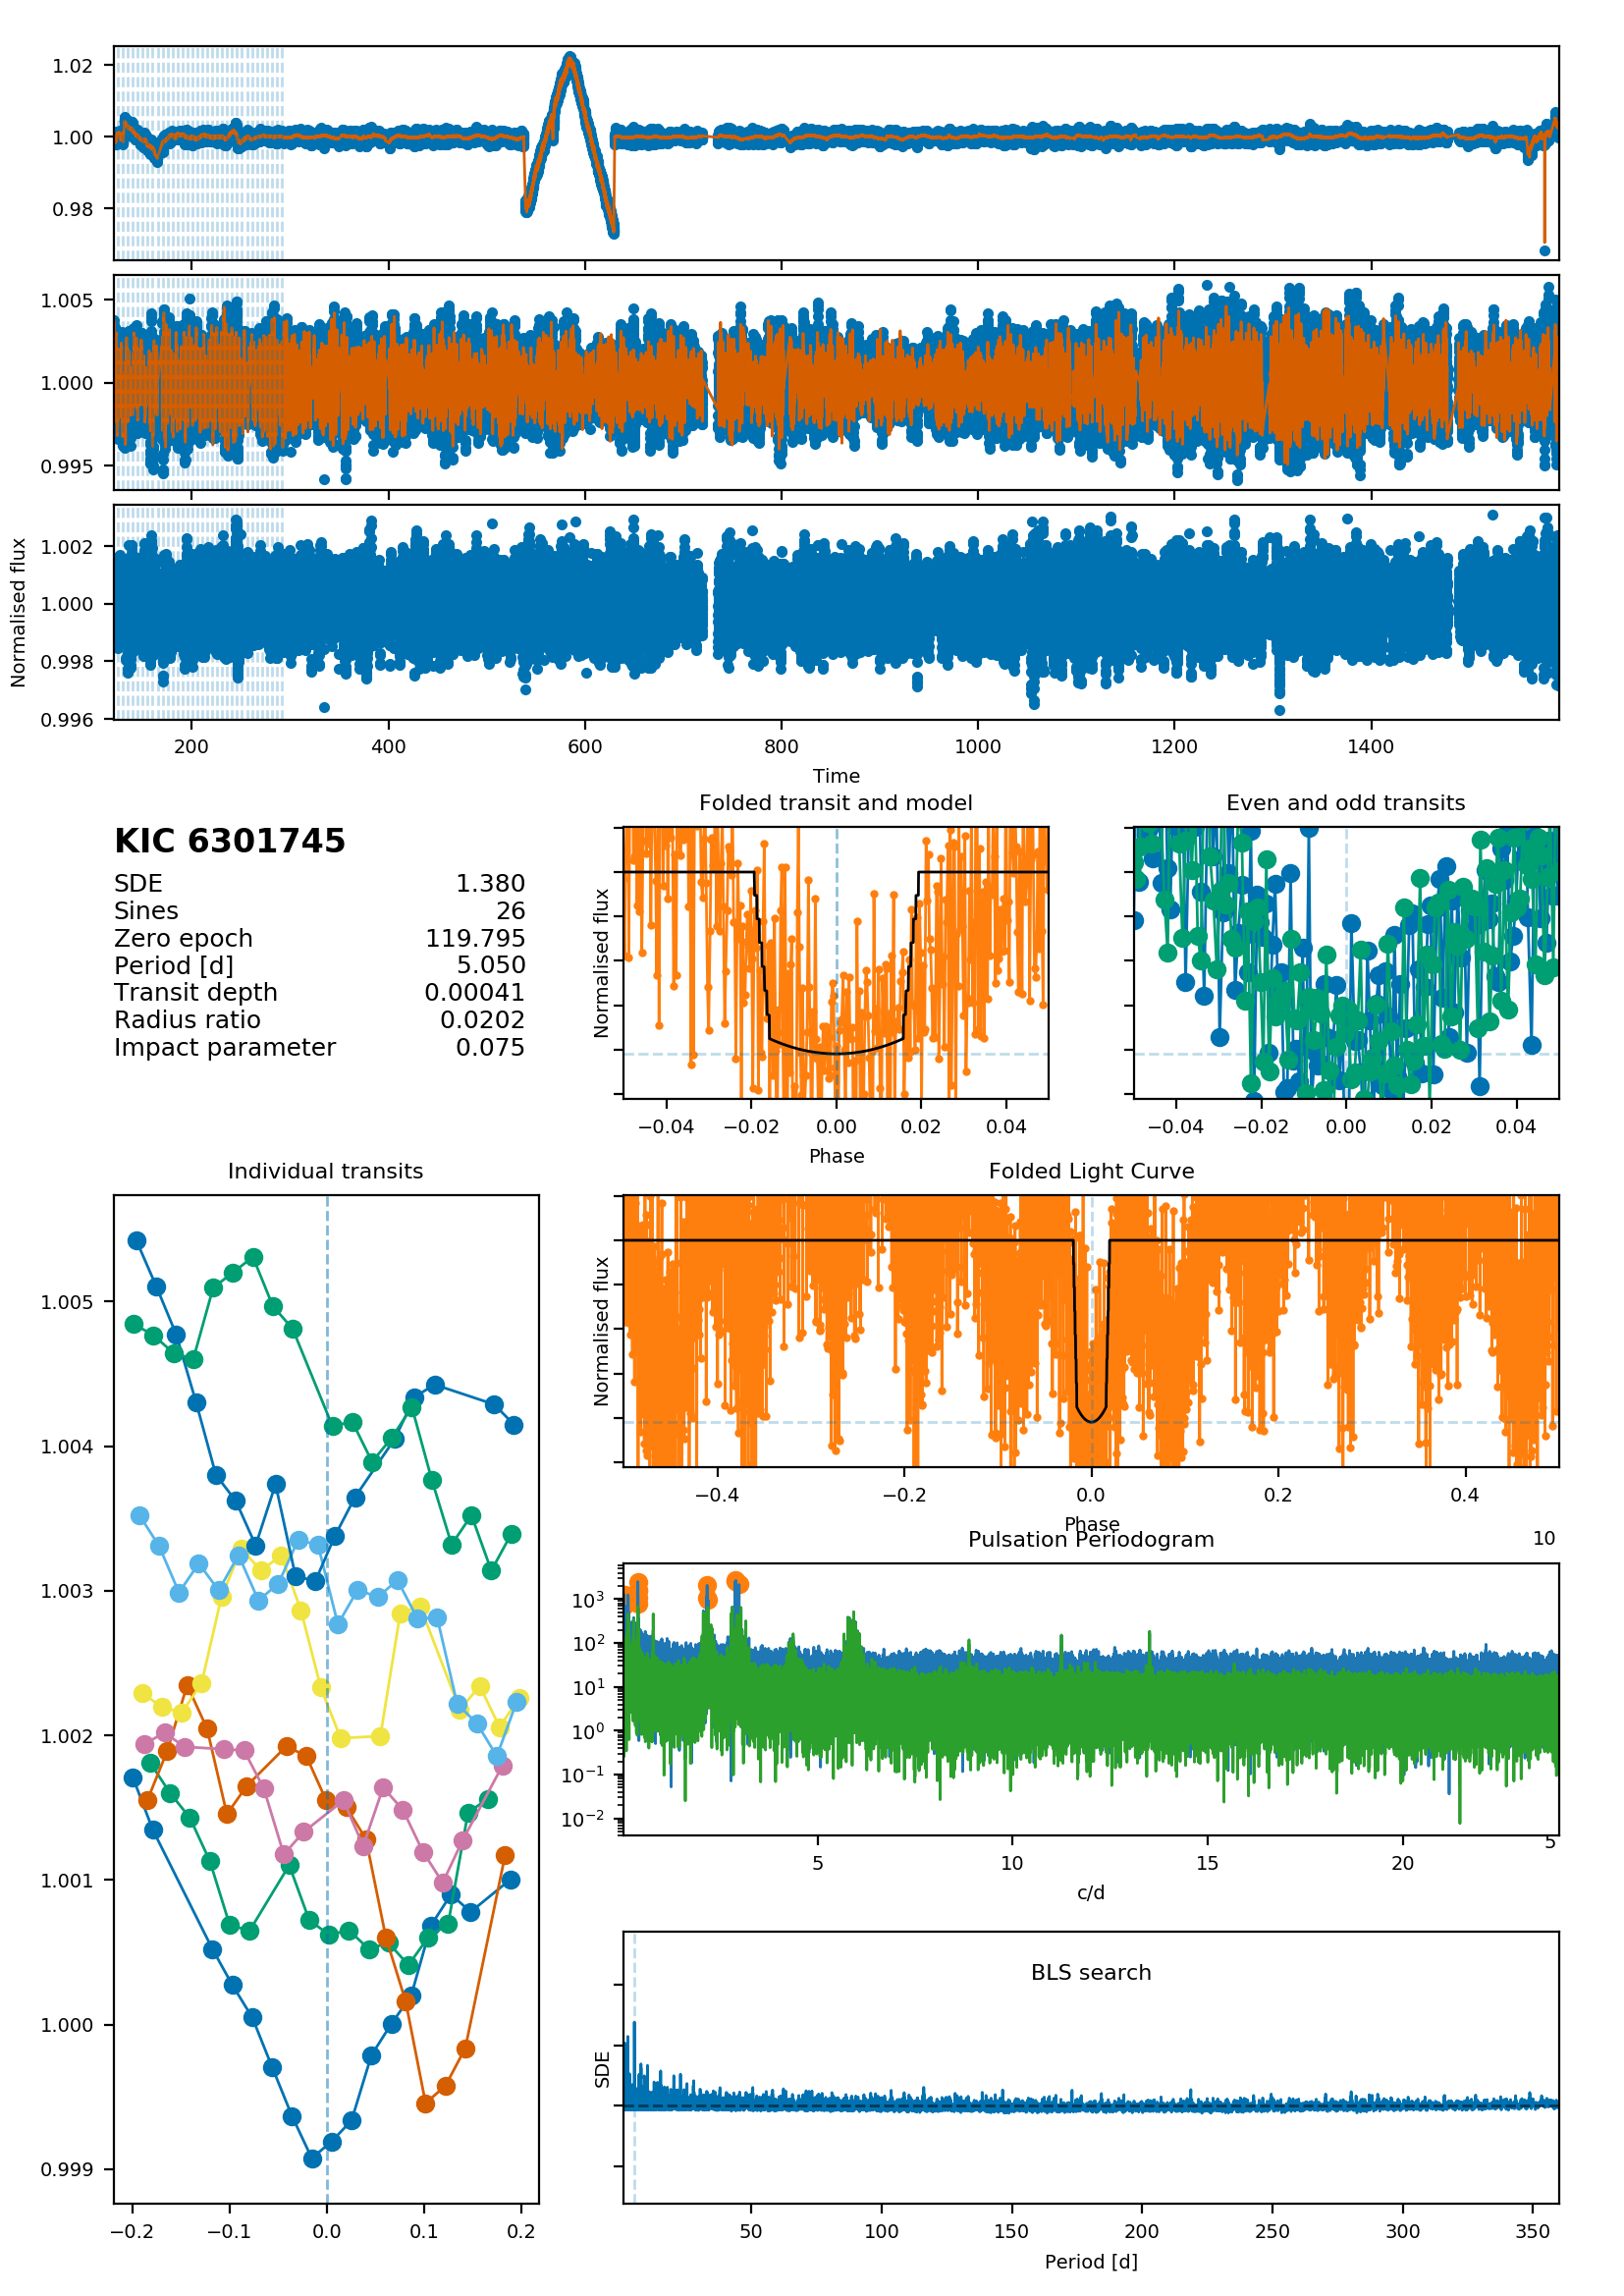 1.02
1.00
0.98
1.005
1.000
0.995
1.002
1.000
0.998
0.996
Normalised flux
200 400 600 800 1000 1200 1400
Time
KIC 6301745
SDE 1.380
Sines 26
Zero epoch 119.795
Period [d] 5.050
Transit depth 0.00041
Radius ratio 0.0202
Impact parameter 0.075
Folded transit and model
Normalised flux
−0.04 −0.02 0.00 0.02 0.04
Phase
Even and odd transits
−0.04 −0.02 0.00 0.02 0.04
Individual transits
1.005
1.004
1.003
1.002
1.001
1.000
0.999
−0.2 −0.1 0.0 0.1 0.2
Folded Light Curve
Normalised flux
−0.4 −0.2 0.0 0.2 0.4
Phase
10
Pulsation Periodogram
10³
10²
10¹
10⁰
10⁻¹
10⁻²
5
5 10 15 20
c/d
BLS search
SDE
50 100 150 200 250 300 350
Period [d]